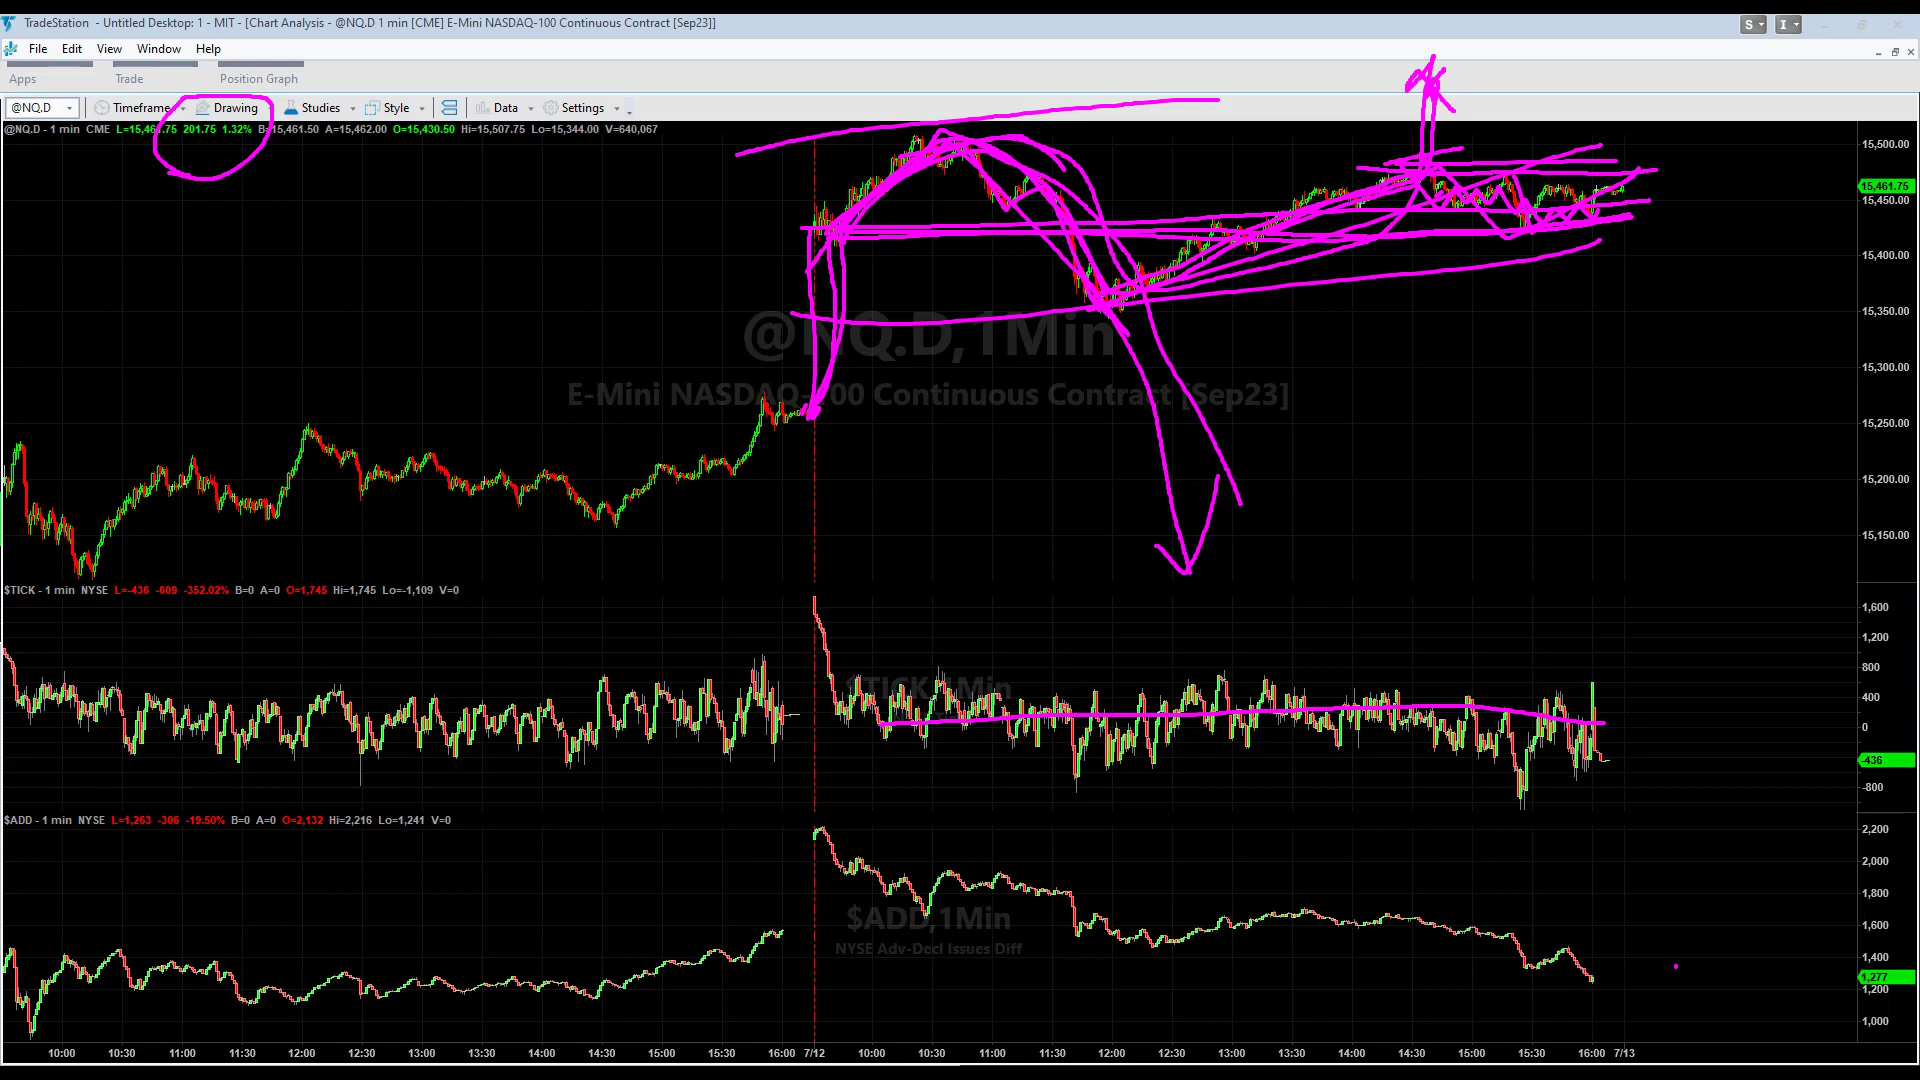 TradeStation - Untitled Desktop: 1 - MIT - [Chart Analysis - @NQ.D 1 min [CME] E-Mini NASDAQ-100 Continuous Contract [Sep23]]
S I
File Edit View Window Help
Apps Trade Position Graph
@NQ.D Timeframe Drawing Studies Style Data Settings
@NQ.D - 1 min CME L=15,461.75 201.75 1.32% B=15,461.50 A=15,462.00 O=15,430.50 Hi=15,507.75 Lo=15,344.00 V=640,067
15,500.00
15,461.75
15,450.00
15,400.00
15,350.00
15,300.00
15,250.00
15,200.00
15,150.00
@NQ.D,1Min
E-Mini NASDAQ-100 Continuous Contract [Sep23]
$TICK - 1 min NYSE L=-436 -609 -352.02% B=0 A=0 O=1,745 Hi=1,745 Lo=-1,109 V=0
1,600
1,200
800
400
0
-436
-800
$TICK,1Min
$ADD - 1 min NYSE L=1,263 -306 -19.50% B=0 A=0 O=2,132 Hi=2,216 Lo=1,241 V=0
2,200
2,000
1,800
1,600
1,400
1,277
1,200
1,000
$ADD,1Min
NYSE Adv-Decl Issues Diff
10:00 10:30 11:00 11:30 12:00 12:30 13:00 13:30 14:00 14:30 15:00 15:30 16:00 7/12 10:00 10:30 11:00 11:30 12:00 12:30 13:00 13:30 14:00 14:30 15:00 15:30 16:00 7/13